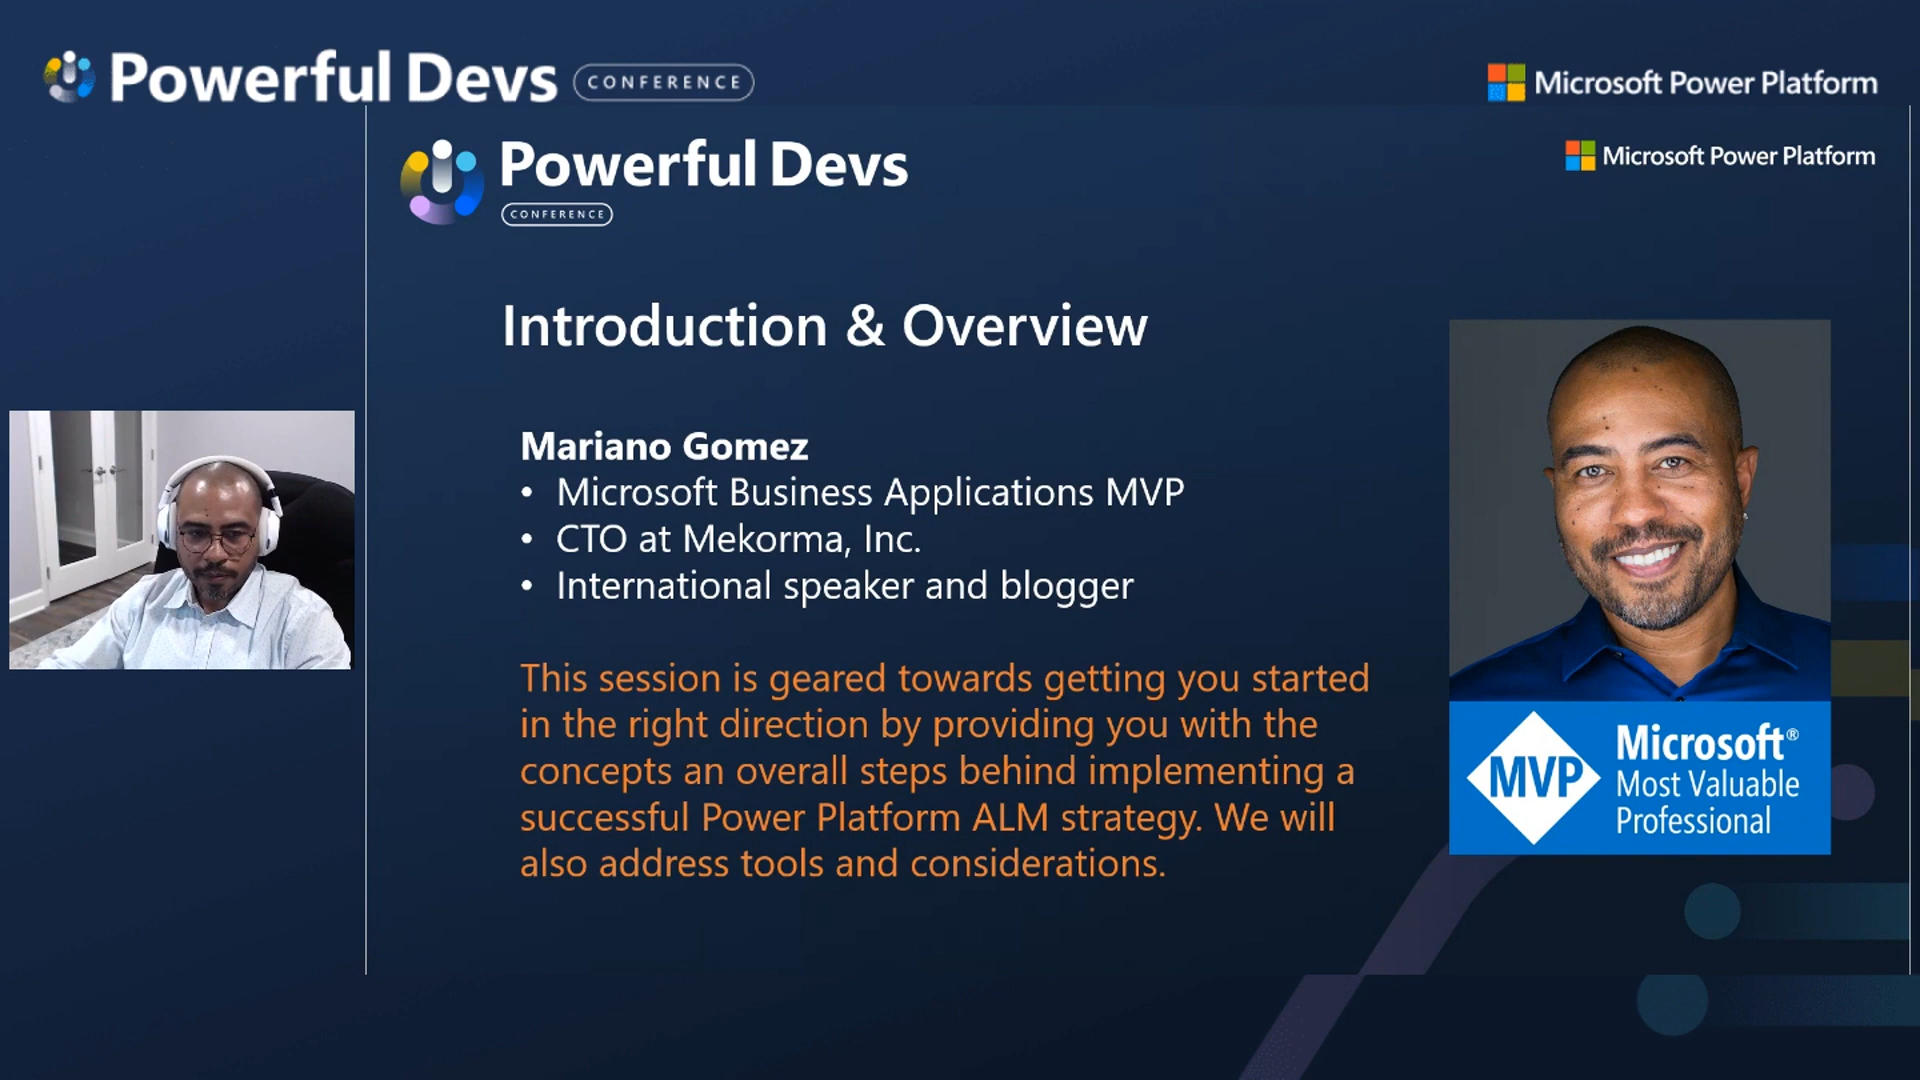 Powerful Devs CONFERENCE
Microsoft Power Platform
Powerful Devs
CONFERENCE
Microsoft Power Platform
Introduction & Overview
Mariano Gomez
• Microsoft Business Applications MVP
• CTO at Mekorma, Inc.
• International speaker and blogger
This session is geared towards getting you started
in the right direction by providing you with the
concepts an overall steps behind implementing a
successful Power Platform ALM strategy. We will
also address tools and considerations.
MVP
Microsoft®
Most Valuable
Professional